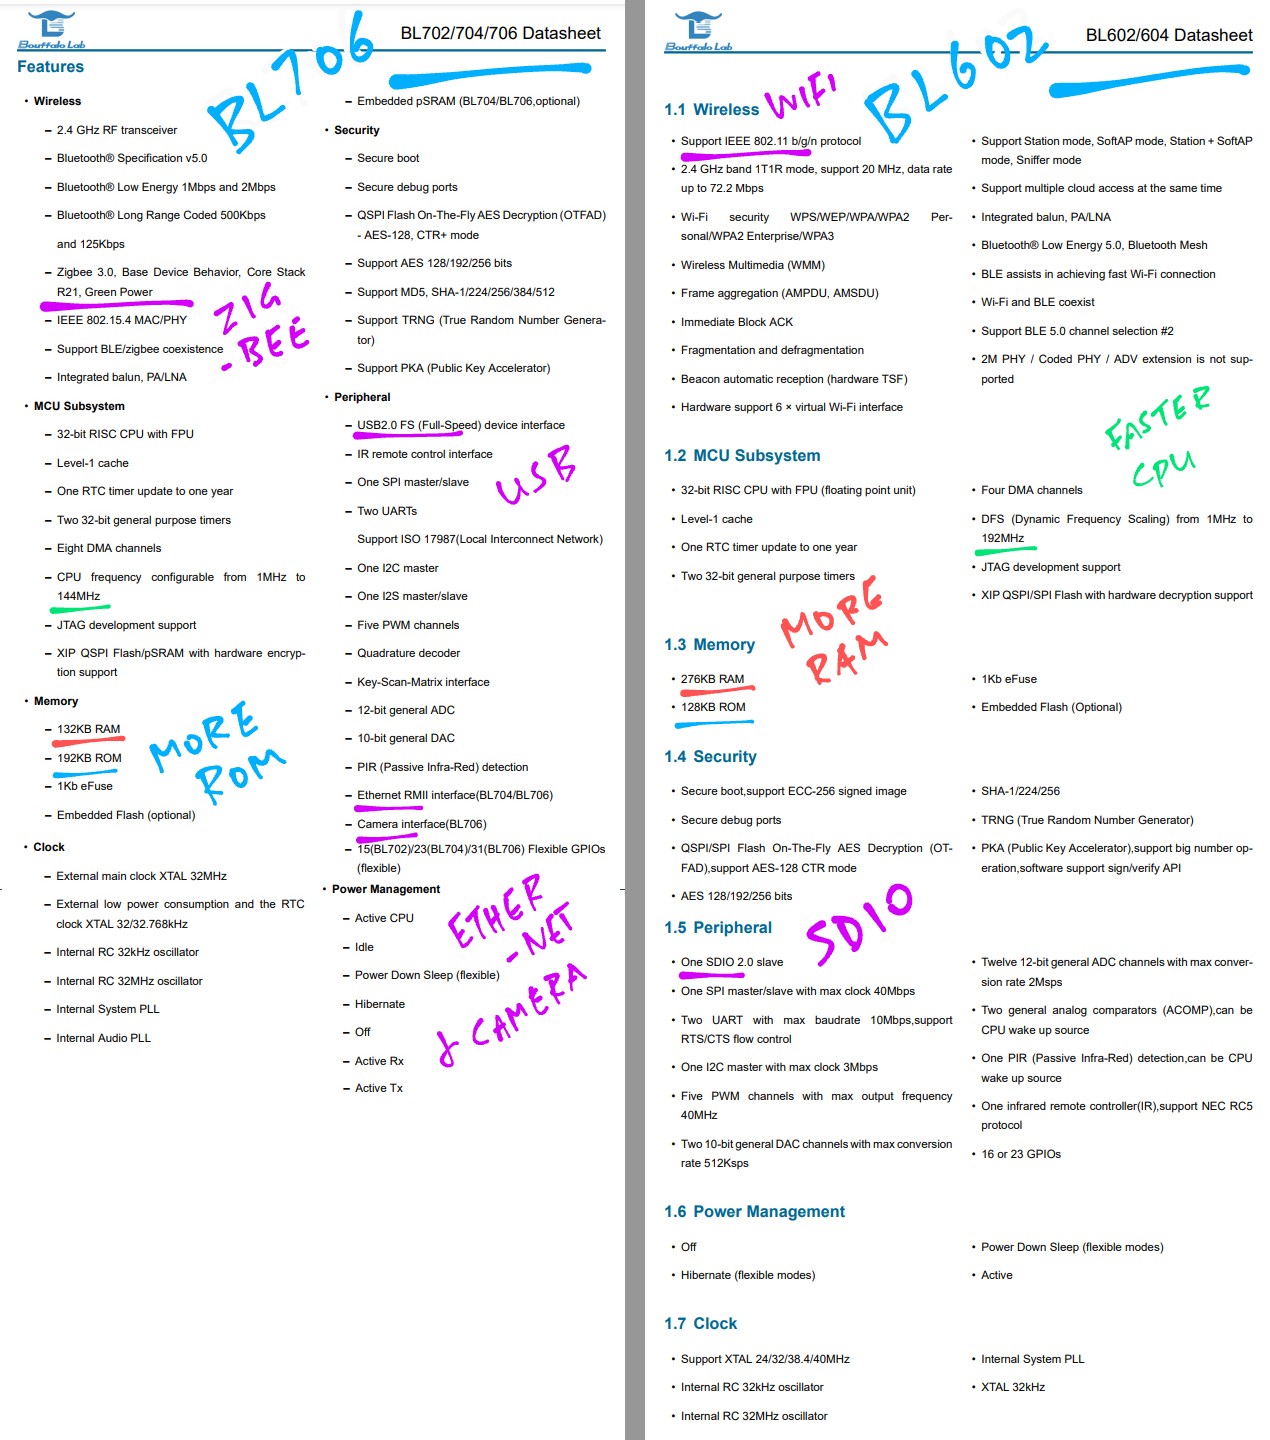 Bouffalo Lab
BL702/704/706 Datasheet
BL706
Features
• Wireless
– 2.4 GHz RF transceiver
– Bluetooth® Specification v5.0
– Bluetooth® Low Energy 1Mbps and 2Mbps
– Bluetooth® Long Range Coded 500Kbps
and 125Kbps
– Zigbee 3.0, Base Device Behavior, Core Stack
R21, Green Power
ZIG
-BEE
– IEEE 802.15.4 MAC/PHY
– Support BLE/zigbee coexistence
– Integrated balun, PA/LNA
• MCU Subsystem
– 32-bit RISC CPU with FPU
– Level-1 cache
– One RTC timer update to one year
– Two 32-bit general purpose timers
– Eight DMA channels
– CPU frequency configurable from 1MHz to
144MHz
– JTAG development support
– XIP QSPI Flash/pSRAM with hardware encryp-
tion support
• Memory
– 132KB RAM
– 192KB ROM
MORE
ROM
– 1Kb eFuse
– Embedded Flash (optional)
• Clock
– External main clock XTAL 32MHz
– External low power consumption and the RTC
clock XTAL 32/32.768kHz
– Internal RC 32kHz oscillator
– Internal RC 32MHz oscillator
– Internal System PLL
– Internal Audio PLL
– Embedded pSRAM (BL704/BL706,optional)
• Security
– Secure boot
– Secure debug ports
– QSPI Flash On-The-Fly AES Decryption (OTFAD)
- AES-128, CTR+ mode
– Support AES 128/192/256 bits
– Support MD5, SHA-1/224/256/384/512
– Support TRNG (True Random Number Genera-
tor)
– Support PKA (Public Key Accelerator)
• Peripheral
– USB2.0 FS (Full-Speed) device interface
– IR remote control interface
– One SPI master/slave
USB
– Two UARTs
Support ISO 17987(Local Interconnect Network)
– One I2C master
– One I2S master/slave
– Five PWM channels
– Quadrature decoder
– Key-Scan-Matrix interface
– 12-bit general ADC
– 10-bit general DAC
– PIR (Passive Infra-Red) detection
– Ethernet RMII interface(BL704/BL706)
– Camera interface(BL706)
– 15(BL702)/23(BL704)/31(BL706) Flexible GPIOs
(flexible)
• Power Management
– Active CPU
– Idle
– Power Down Sleep (flexible)
– Hibernate
– Off
– Active Rx
– Active Tx
ETHER
-NET
& CAMERA
Bouffalo Lab
BL602/604 Datasheet
BL602
1.1 Wireless
WIFI
• Support IEEE 802.11 b/g/n protocol
• 2.4 GHz band 1T1R mode, support 20 MHz, data rate
up to 72.2 Mbps
• Wi-Fi security WPS/WEP/WPA/WPA2 Per-
sonal/WPA2 Enterprise/WPA3
• Wireless Multimedia (WMM)
• Frame aggregation (AMPDU, AMSDU)
• Immediate Block ACK
• Fragmentation and defragmentation
• Beacon automatic reception (hardware TSF)
• Hardware support 6 × virtual Wi-Fi interface
• Support Station mode, SoftAP mode, Station + SoftAP
mode, Sniffer mode
• Support multiple cloud access at the same time
• Integrated balun, PA/LNA
• Bluetooth® Low Energy 5.0, Bluetooth Mesh
• BLE assists in achieving fast Wi-Fi connection
• Wi-Fi and BLE coexist
• Support BLE 5.0 channel selection #2
• 2M PHY / Coded PHY / ADV extension is not sup-
ported
1.2 MCU Subsystem
• 32-bit RISC CPU with FPU (floating point unit)
• Level-1 cache
• One RTC timer update to one year
• Two 32-bit general purpose timers
FASTER
CPU
• Four DMA channels
• DFS (Dynamic Frequency Scaling) from 1MHz to
192MHz
• JTAG development support
• XIP QSPI/SPI Flash with hardware decryption support
1.3 Memory
MORE
RAM
• 276KB RAM
• 128KB ROM
• 1Kb eFuse
• Embedded Flash (Optional)
1.4 Security
• Secure boot,support ECC-256 signed image
• Secure debug ports
• QSPI/SPI Flash On-The-Fly AES Decryption (OT-
FAD),support AES-128 CTR mode
• AES 128/192/256 bits
• SHA-1/224/256
• TRNG (True Random Number Generator)
• PKA (Public Key Accelerator),support big number op-
eration,software support sign/verify API
1.5 Peripheral
SDIO
• One SDIO 2.0 slave
• One SPI master/slave with max clock 40Mbps
• Two UART with max baudrate 10Mbps,support
RTS/CTS flow control
• One I2C master with max clock 3Mbps
• Five PWM channels with max output frequency
40MHz
• Two 10-bit general DAC channels with max conversion
rate 512Ksps
• Twelve 12-bit general ADC channels with max conver-
sion rate 2Msps
• Two general analog comparators (ACOMP),can be
CPU wake up source
• One PIR (Passive Infra-Red) detection,can be CPU
wake up source
• One infrared remote controller(IR),support NEC RC5
protocol
• 16 or 23 GPIOs
1.6 Power Management
• Off
• Hibernate (flexible modes)
• Power Down Sleep (flexible modes)
• Active
1.7 Clock
• Support XTAL 24/32/38.4/40MHz
• Internal RC 32kHz oscillator
• Internal RC 32MHz oscillator
• Internal System PLL
• XTAL 32kHz